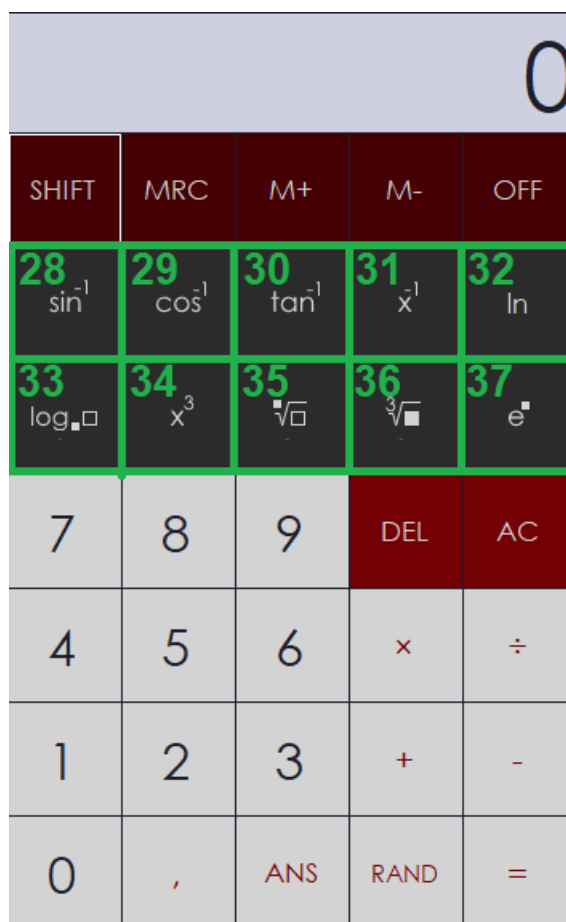 0
SHIFT MRC M+ M- OFF
28 29 30 31 32
sin⁻¹ cos⁻¹ tan⁻¹ x⁻¹ ln
33 34 35 36 37
log▪□ x³ ▪√□ ³√■ e▪
7 8 9 DEL AC
4 5 6 × ÷
1 2 3 + -
0 , ANS RAND =